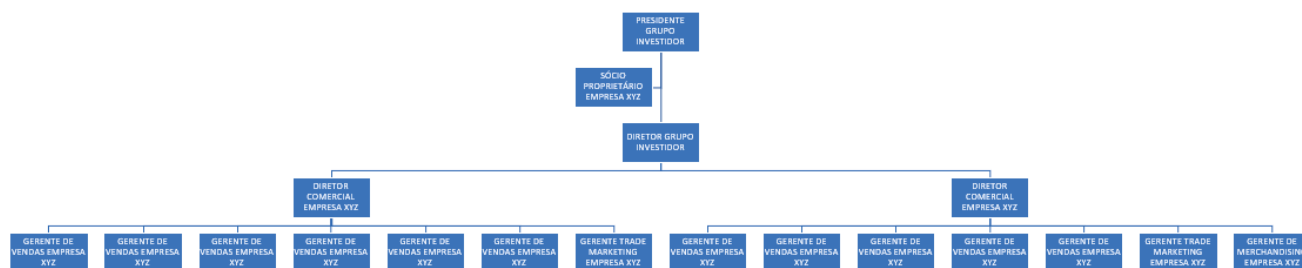 PRESIDENTE
GRUPO
INVESTIDOR
SÓCIO
PROPRIETÁRIO
EMPRESA XYZ
DIRETOR GRUPO
INVESTIDOR
DIRETOR
COMERCIAL
EMPRESA XYZ
DIRETOR
COMERCIAL
EMPRESA XYZ
GERENTE DE
VENDAS EMPRESA
XYZ
GERENTE DE
VENDAS EMPRESA
XYZ
GERENTE DE
VENDAS EMPRESA
XYZ
GERENTE DE
VENDAS EMPRESA
XYZ
GERENTE DE
VENDAS EMPRESA
XYZ
GERENTE DE
VENDAS EMPRESA
XYZ
GERENTE TRADE
MARKETING
EMPRESA XYZ
GERENTE DE
VENDAS EMPRESA
XYZ
GERENTE DE
VENDAS EMPRESA
XYZ
GERENTE DE
VENDAS EMPRESA
XYZ
GERENTE DE
VENDAS EMPRESA
XYZ
GERENTE DE
VENDAS EMPRESA
XYZ
GERENTE TRADE
MARKETING
EMPRESA XYZ
GERENTE DE
MERCHANDISING
EMPRESA XYZ